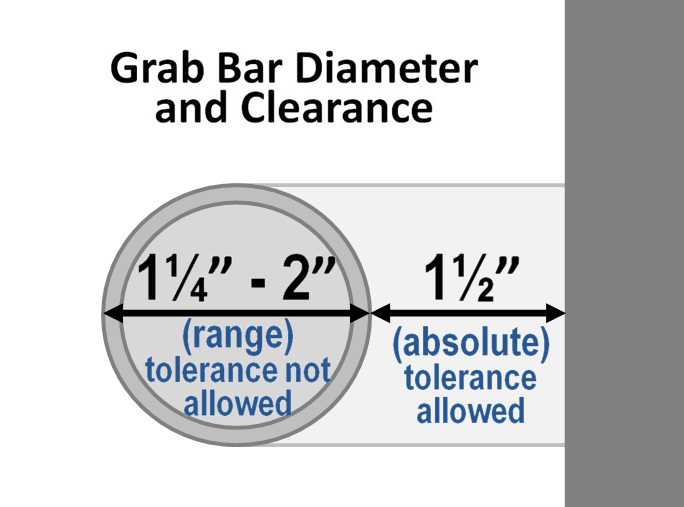 Grab Bar Diameter
and Clearance
1¼” - 2”
(range)
tolerance not
allowed
1½”
(absolute)
tolerance
allowed